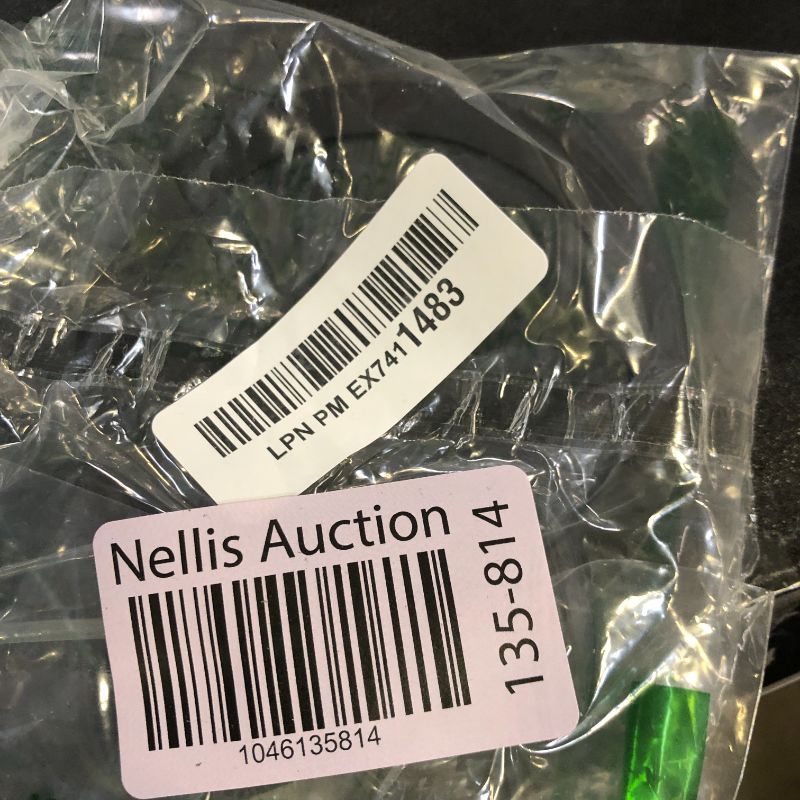 LPN PM EX7411483
Nellis Auction
1046135814
135-814